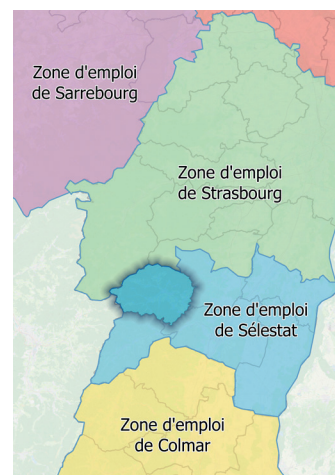 Zone d'emploi
de Sarrebourg
Zone d'emploi
de Strasbourg
Zone d'emploi
de Sélestat
Zone d'emploi
de Colmar